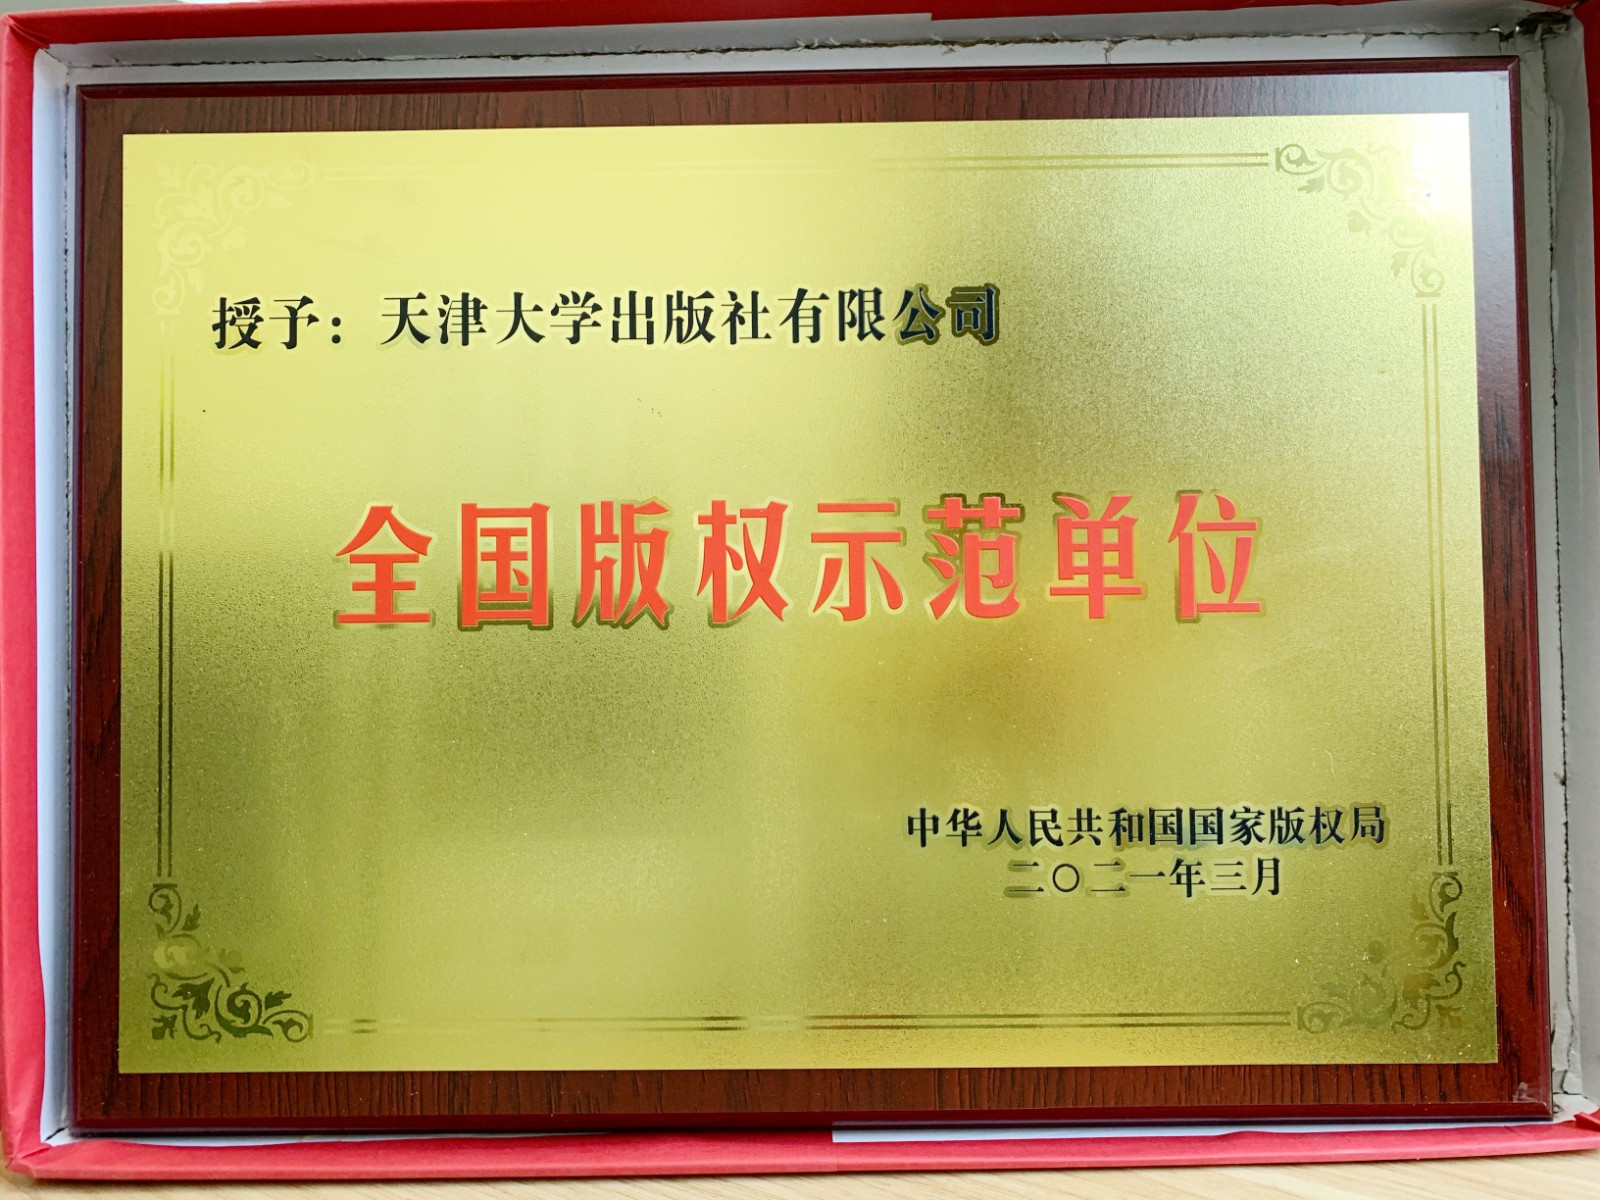 授予：天津大学出版社有限公司
全国版权示范单位
中华人民共和国国家版权局
二〇二一年三月